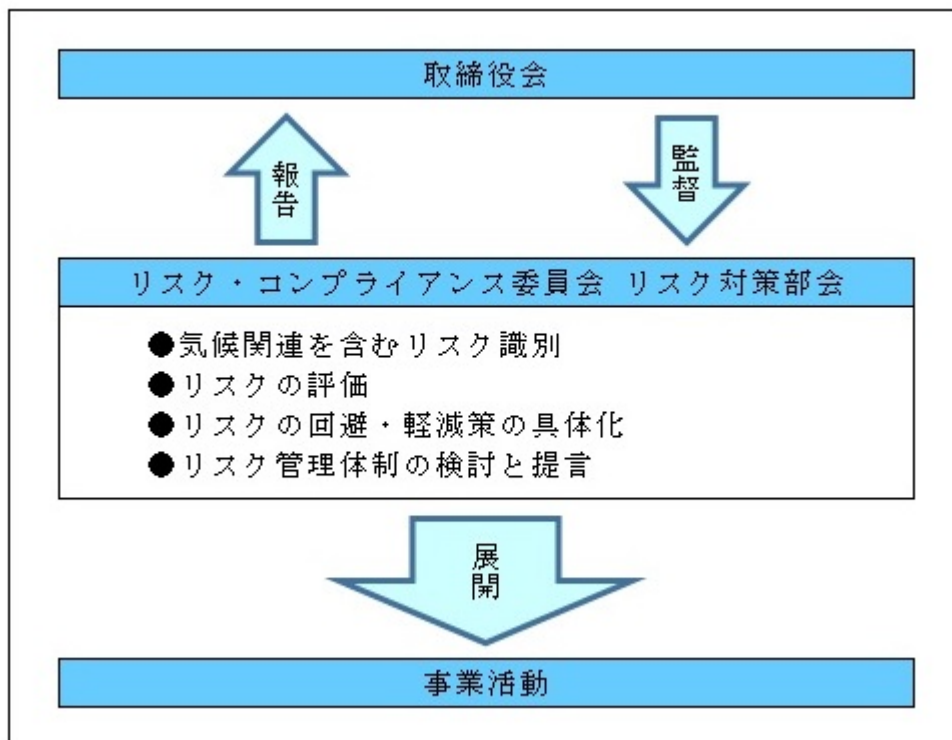 取締役会
報告
監督
リスク・コンプライアンス委員会 リスク対策部会
●気候関連を含むリスク識別
●リスクの評価
●リスクの回避・軽減策の具体化
●リスク管理体制の検討と提言
展開
事業活動